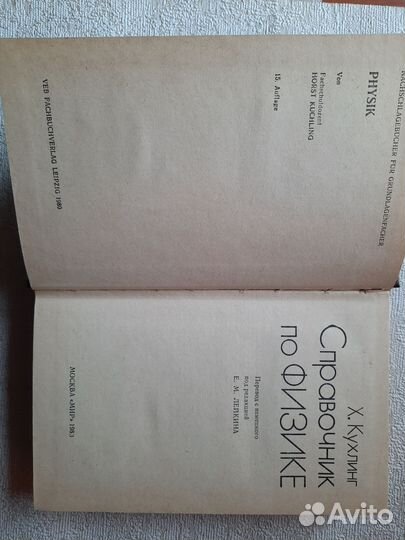 NACHSCHLAGEBÜCHER FÜR GRUNDLAGENFÄCHER
PHYSIK
Von
Fachschuldozent
HORST KUCHLING
15. Auflage
VEB FACHBUCHVERLAG LEIPZIG 1980
Х. Кухлинг
Справочник
по ФИЗИКЕ
Перевод с немецкого
под редакцией
Е. М. ЛЕЙКИНА
МОСКВА «МИР» 1983
Avito